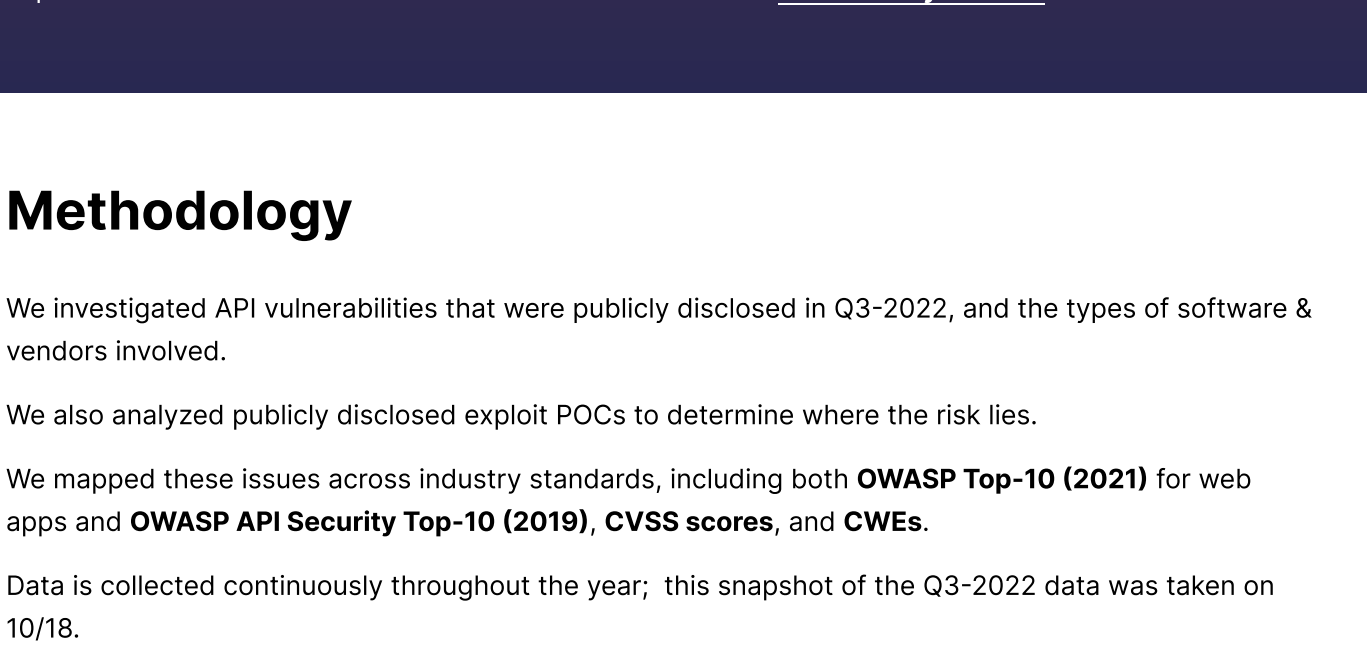 Methodology
We investigated API vulnerabilities that were publicly disclosed in Q3-2022, and the types of software &
vendors involved.
We also analyzed publicly disclosed exploit POCs to determine where the risk lies.
We mapped these issues across industry standards, including both OWASP Top-10 (2021) for web
apps and OWASP API Security Top-10 (2019), CVSS scores, and CWEs.
Data is collected continuously throughout the year;  this snapshot of the Q3-2022 data was taken on
10/18.